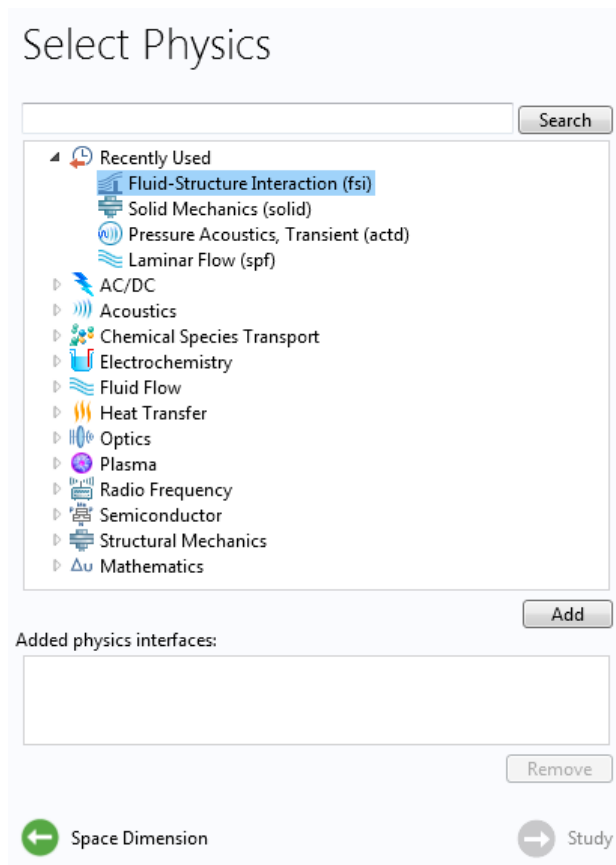 Select Physics
Search
Recently Used
Fluid-Structure Interaction (fsi)
Solid Mechanics (solid)
Pressure Acoustics, Transient (actd)
Laminar Flow (spf)
AC/DC
Acoustics
Chemical Species Transport
Electrochemistry
Fluid Flow
Heat Transfer
Optics
Plasma
Radio Frequency
Semiconductor
Structural Mechanics
Δu Mathematics
Add
Added physics interfaces:
Remove
Space Dimension
Study